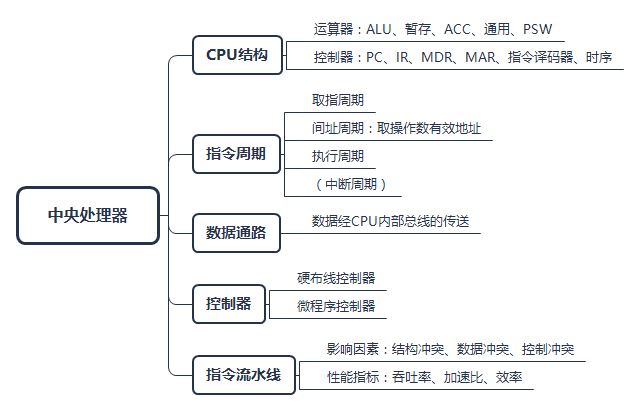 中央处理器
CPU结构
运算器：ALU、暂存、ACC、通用、PSW
控制器：PC、IR、MDR、MAR、指令译码器、时序
指令周期
取指周期
间址周期：取操作数有效地址
执行周期
（中断周期）
数据通路
数据经CPU内部总线的传送
控制器
硬布线控制器
微程序控制器
指令流水线
影响因素：结构冲突、数据冲突、控制冲突
性能指标：吞吐率、加速比、效率